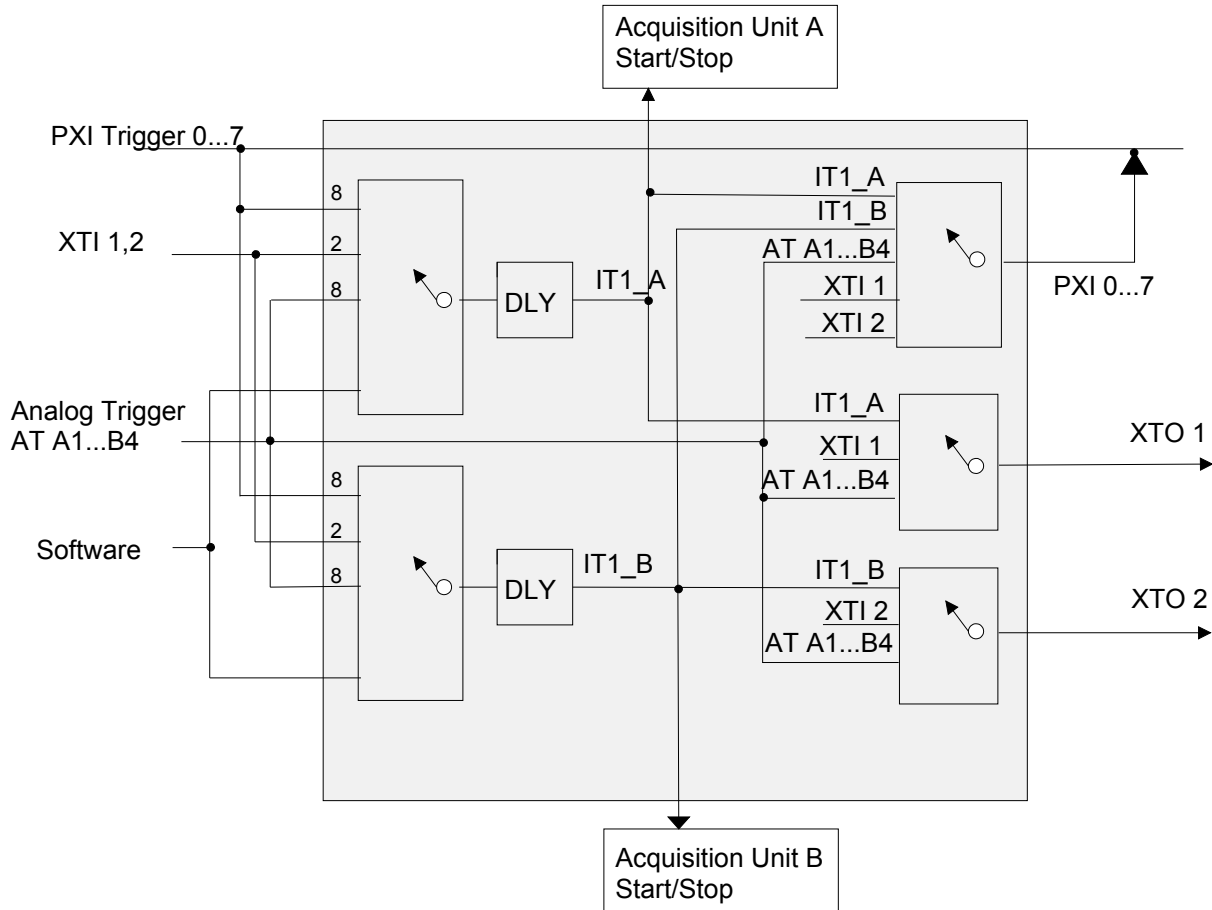 Acquisition Unit A
Start/Stop
PXI Trigger 0...7
8
XTI 1,2
2
8
DLY
IT1_A
IT1_A
IT1_B
AT A1...B4
XTI 1
XTI 2
PXI 0...7
Analog Trigger
AT A1...B4
IT1_A
XTI 1
AT A1...B4
XTO 1
Software
8
2
8
DLY
IT1_B
IT1_B
XTI 2
AT A1...B4
XTO 2
Acquisition Unit B
Start/Stop